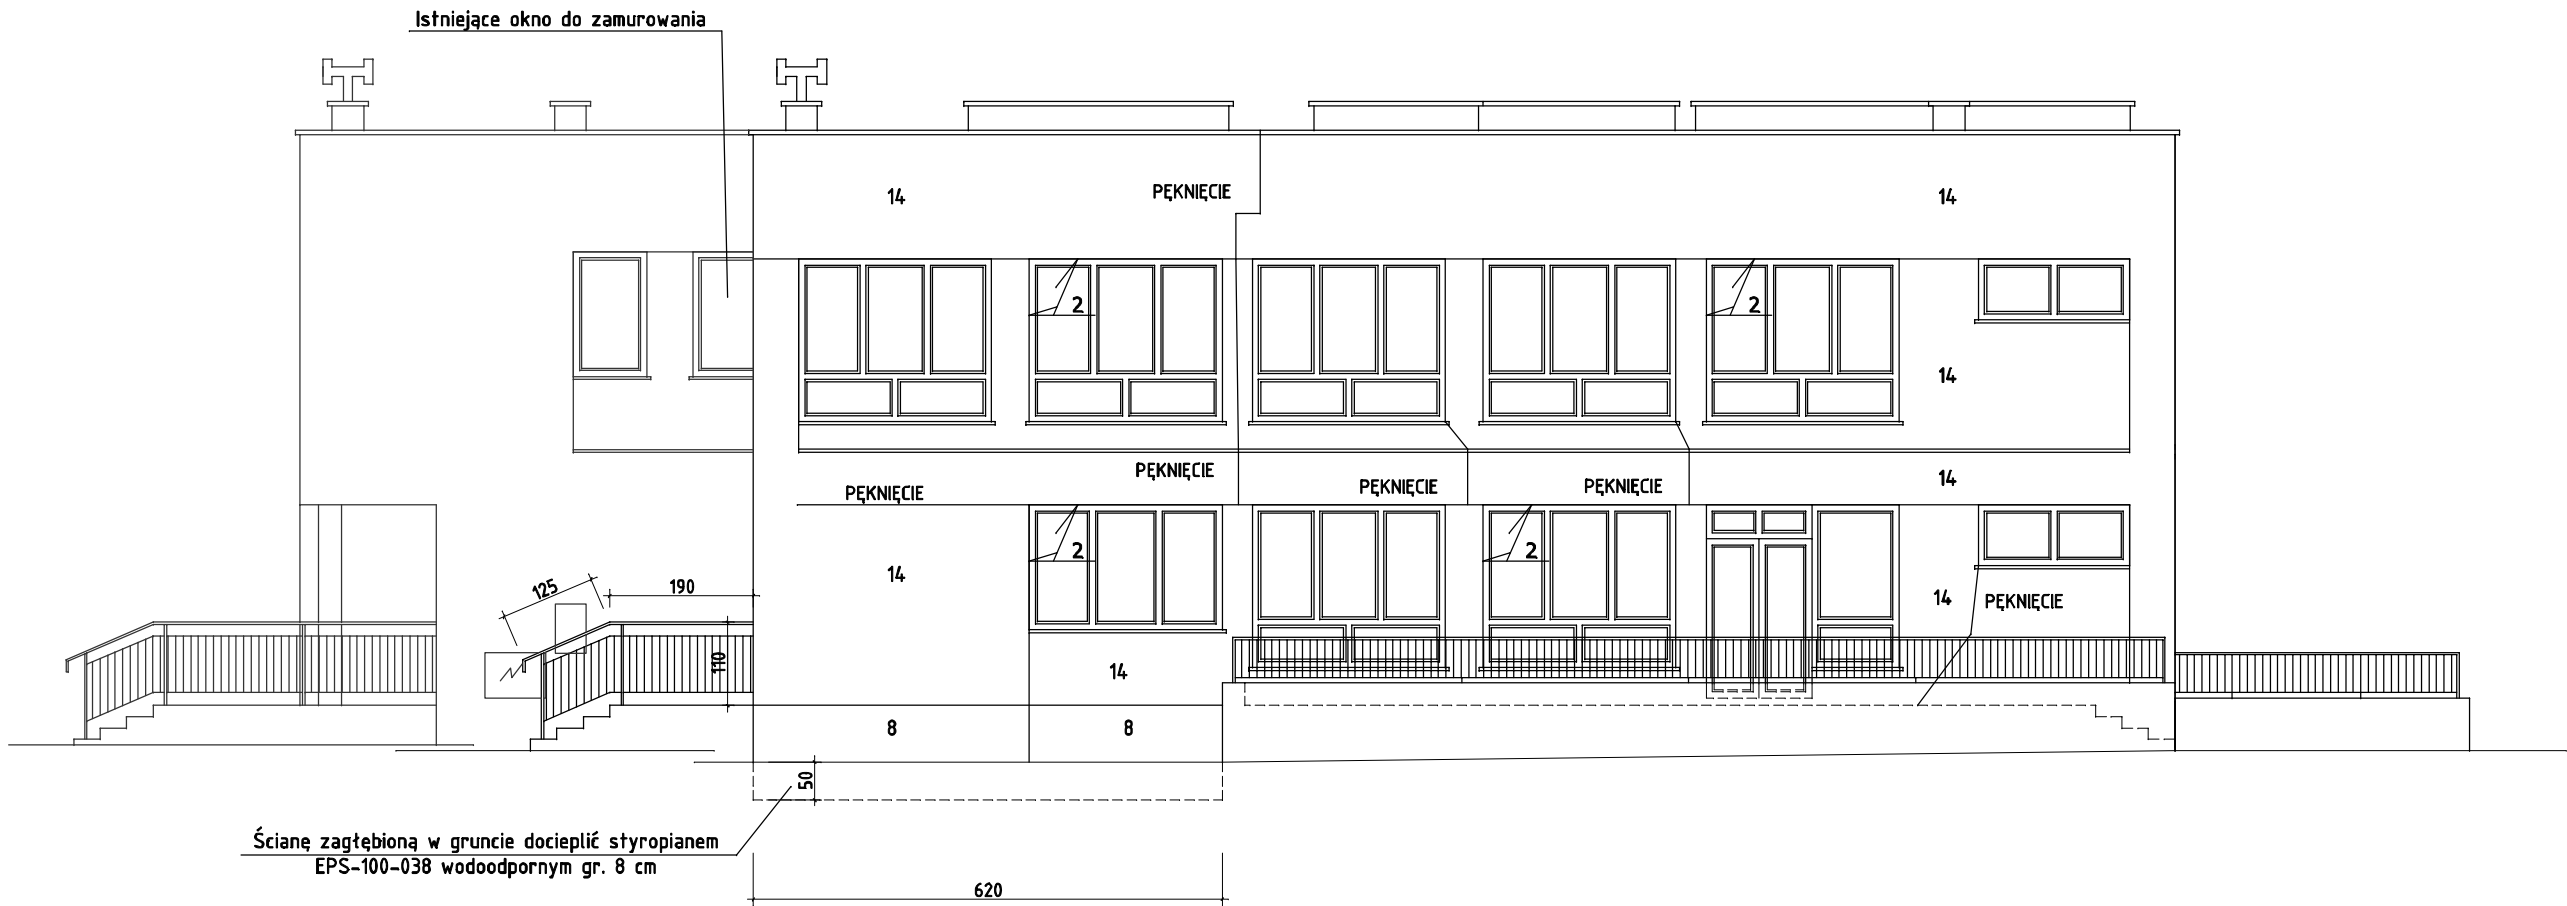 Istniejące okno do zamurowania
14
PĘKNIĘCIE
14
2
2
14
PĘKNIĘCIE
PĘKNIĘCIE
PĘKNIĘCIE
PĘKNIĘCIE
14
2
2
14
125
190
14
PĘKNIĘCIE
110
14
8
8
50
Ścianę zagłębioną w gruncie docieplić styropianem
EPS-100-038 wodoodpornym gr. 8 cm
620